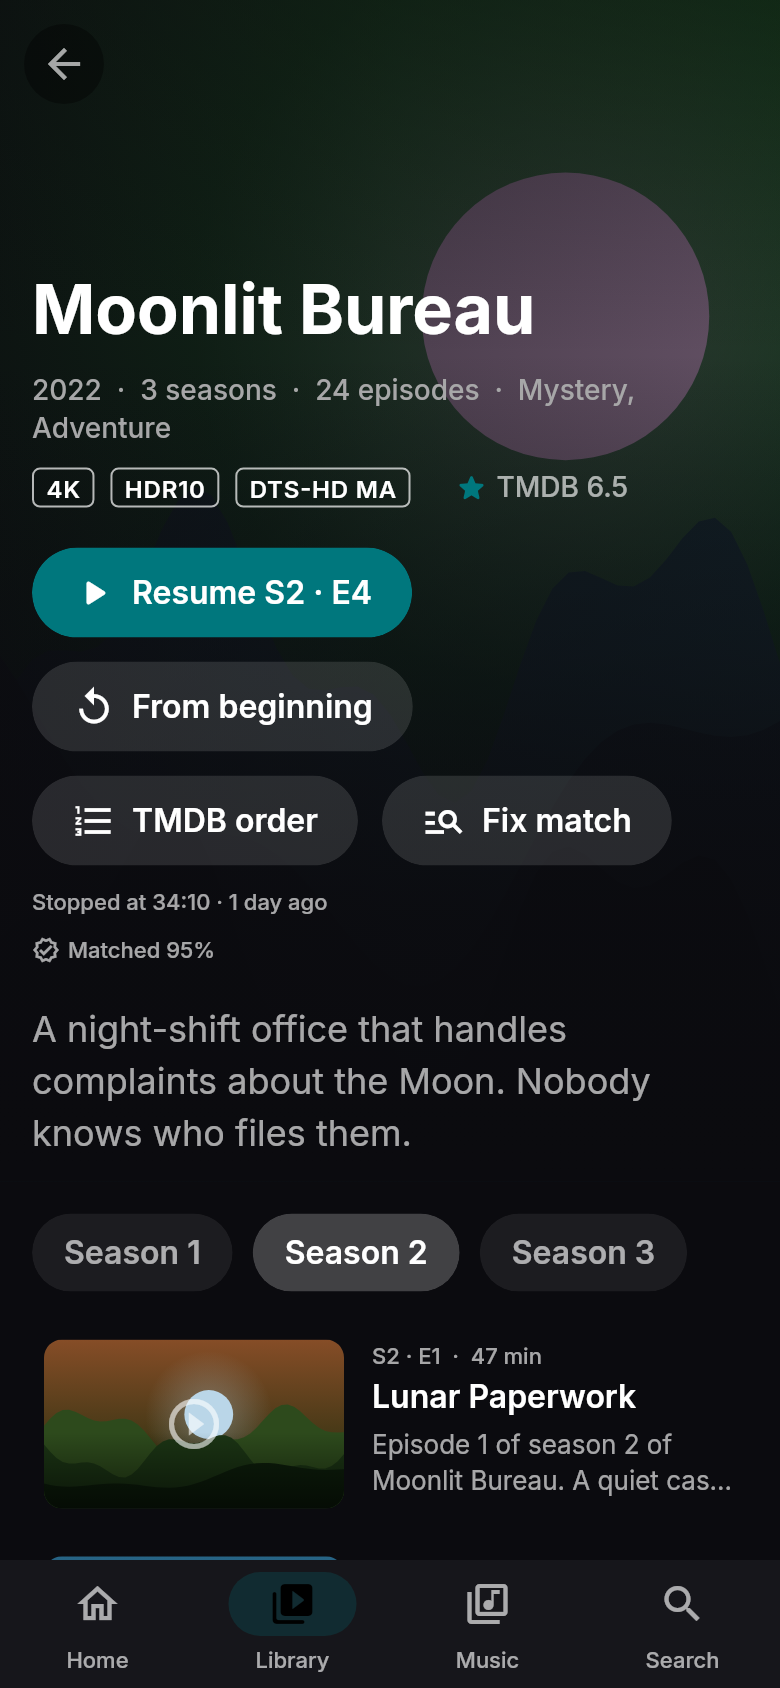 Moonlit Bureau
2022 · 3 seasons · 24 episodes · Mystery,
Adventure
4K HDR10 DTS-HD MA TMDB 6.5
Resume S2 · E4
From beginning
TMDB order Fix match
Stopped at 34:10 · 1 day ago
Matched 95%
A night-shift office that handles
complaints about the Moon. Nobody
knows who files them.
Season 1 Season 2 Season 3
S2 · E1 · 47 min
Lunar Paperwork
Episode 1 of season 2 of
Moonlit Bureau. A quiet cas...
Home Library Music Search